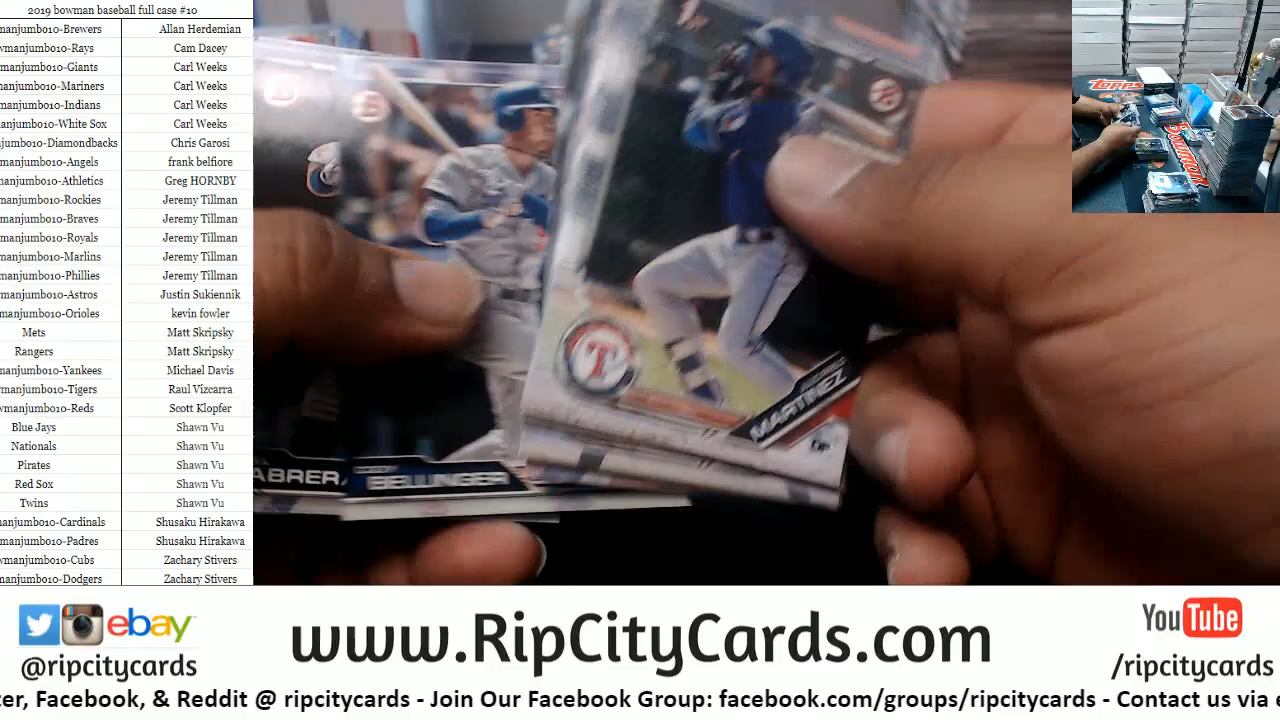 2019 bowman baseball full case #10
manjumbo10-Brewers Allan Herdemian
wmanjumbo10-Rays Cam Dacey
manjumbo10-Giants Carl Weeks
manjumbo10-Mariners Carl Weeks
manjumbo10-Indians Carl Weeks
manjumbo10-White Sox Carl Weeks
jumbo10-Diamondbacks Chris Garosi
manjumbo10-Angels frank belfiore
manjumbo10-Athletics Greg HORNBY
manjumbo10-Rockies Jeremy Tillman
manjumbo10-Braves Jeremy Tillman
manjumbo10-Royals Jeremy Tillman
manjumbo10-Marlins Jeremy Tillman
manjumbo10-Phillies Jeremy Tillman
manjumbo10-Astros Justin Sukiennik
manjumbo10-Orioles kevin fowler
Mets Matt Skripsky
Rangers Matt Skripsky
manjumbo10-Yankees Michael Davis
manjumbo10-Tigers Raul Vizcarra
wmanjumbo10-Reds Scott Klopfer
Blue Jays Shawn Vu
Nationals Shawn Vu
Pirates Shawn Vu
Red Sox Shawn Vu
Twins Shawn Vu
manjumbo10-Cardinals Shusaku Hirakawa
manjumbo10-Padres Shusaku Hirakawa
wmanjumbo10-Cubs Zachary Stivers
manjumbo10-Dodgers Zachary Stivers
MARTINEZ
ABRER
BELLINGER
Topps
BOWMAN
ebay
@ripcitycards
www.RipCityCards.com
YouTube
/ripcitycards
ter, Facebook, & Reddit @ ripcitycards - Join Our Facebook Group: facebook.com/groups/ripcitycards - Contact us via e